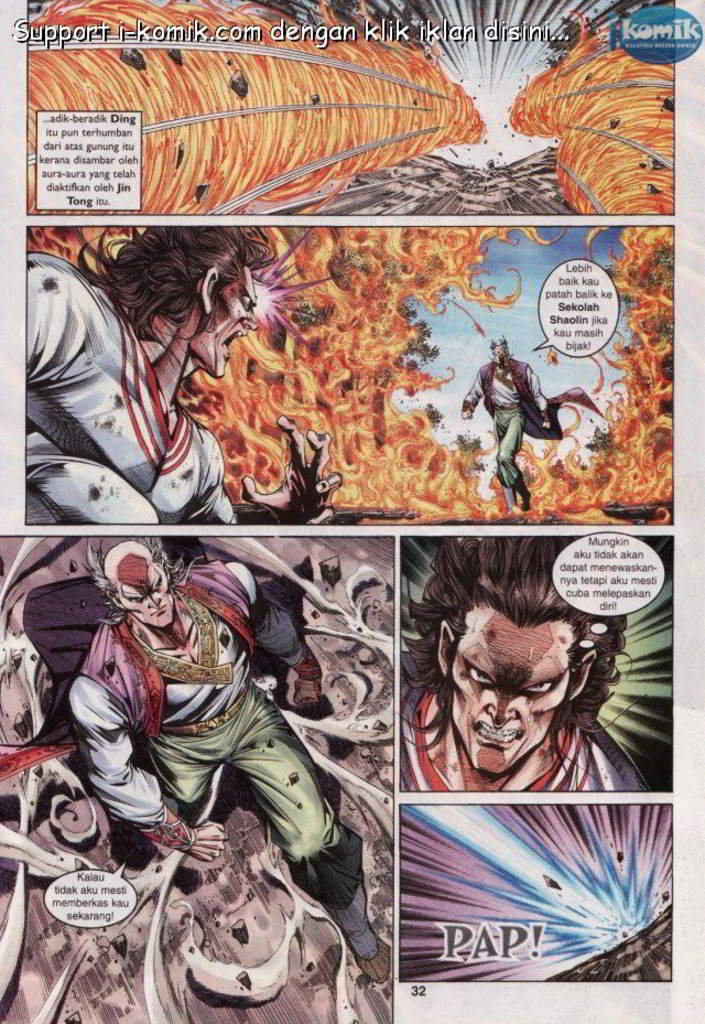 Support i-komik.com dengan klik iklan disini...
i komik
MALAYSIA ONLINE KOMIK
...adik-beradik Ding
itu pun terhumban
dari atas gunung itu
kerana disambar oleh
aura-aura yang telah
diaktifkan oleh Jin
Tong itu.
Lebih
baik kau
patah balik ke
Sekolah
Shaolin jika
kau masih
bijak!
Kalau
tidak aku mesti
memberkas kau
sekarang!
Mungkin
aku tidak akan
dapat menewaskan-
nya tetapi aku mesti
cuba melepaskan
diri!
PAP!
32